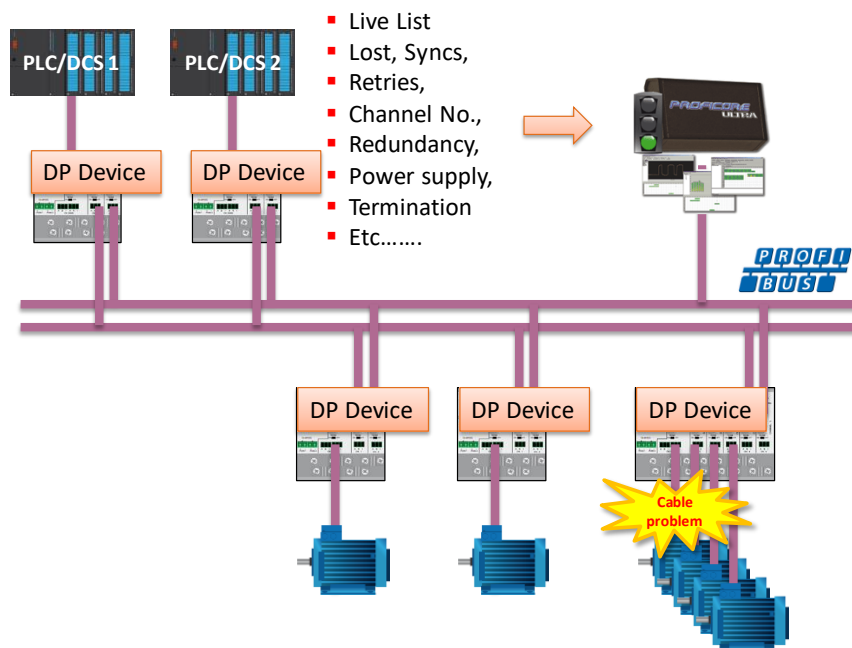 PLC/DCS 1
PLC/DCS 2
Live List
Lost, Syncs,
Retries,
Channel No.,
Redundancy,
Power supply,
Termination
Etc…….
PROFICORE
ULTRA
DP Device
DP Device
PROFI
BUS
DP Device
DP Device
DP Device
Cable
problem